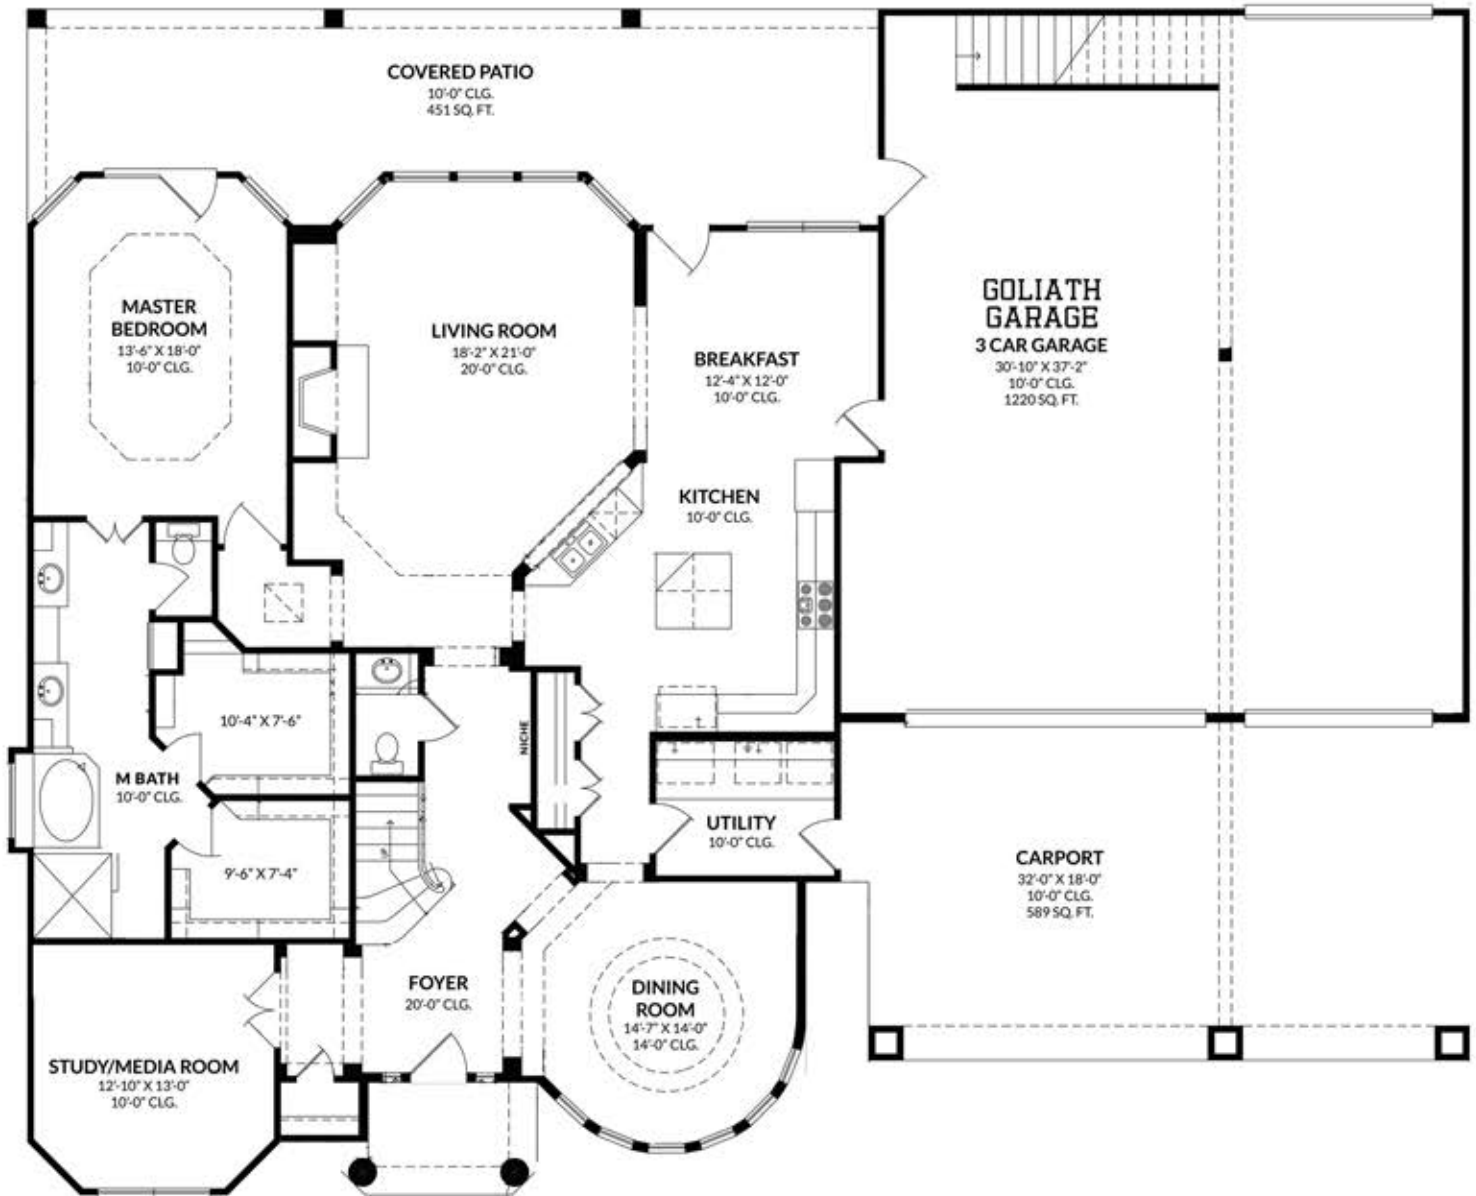 COVERED PATIO
10'-0" CLG.
451 SQ. FT.
MASTER
BEDROOM
13'-6" X 18'-0"
10'-0" CLG.
LIVING ROOM
18'-2" X 21'-0"
20'-0" CLG.
BREAKFAST
12'-4" X 12'-0"
10'-0" CLG.
GOLIATH
GARAGE
3 CAR GARAGE
30'-10" X 37'-2"
10'-0" CLG.
1220 SQ. FT.
KITCHEN
10'-0" CLG.
10'-4" X 7'-6"
NICHE
M BATH
10'-0" CLG.
UTILITY
10'-0" CLG.
9'-6" X 7'-4"
CARPORT
32'-0" X 18'-0"
10'-0" CLG.
589 SQ. FT.
FOYER
20'-0" CLG.
DINING
ROOM
14'-7" X 14'-0"
14'-0" CLG.
STUDY/MEDIA ROOM
12'-10" X 13'-0"
10'-0" CLG.